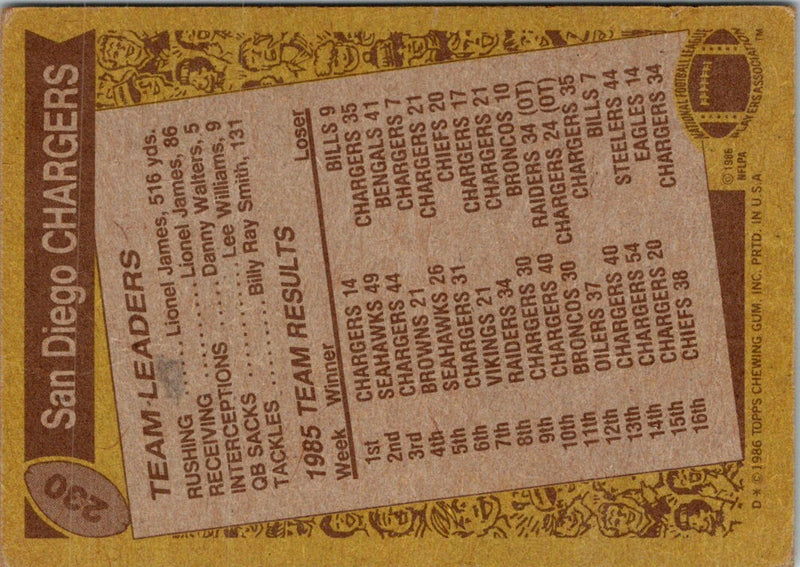 230
San Diego CHARGERS
TEAM LEADERS
RUSHING ..... Lionel James, 516 yds.
RECEIVING ........ Lionel James, 86
INTERCEPTIONS .... Danny Walters, 5
QB SACKS ........... Lee Williams, 9
TACKLES ........ Billy Ray Smith, 131
1985 TEAM RESULTS
Week Winner Loser
1st CHARGERS 14 BILLS 9
2nd SEAHAWKS 49 CHARGERS 35
3rd CHARGERS 44 BENGALS 41
4th BROWNS 21 CHARGERS 7
5th SEAHAWKS 26 CHARGERS 21
6th CHARGERS 31 CHIEFS 20
7th VIKINGS 21 CHARGERS 17
8th RAIDERS 34 CHARGERS 21
9th CHARGERS 30 BRONCOS 10
10th CHARGERS 40 RAIDERS 34 (OT)
11th BRONCOS 30 CHARGERS 24 (OT)
12th OILERS 37 CHARGERS 35
13th CHARGERS 40 BILLS 7
14th CHARGERS 54 STEELERS 44
15th CHARGERS 20 EAGLES 14
16th CHIEFS 38 CHARGERS 34
NATIONAL FOOTBALL LEAGUE
PLAYERS ASSOCIATION™
© 1986
NFLPA
D * © 1986 TOPPS CHEWING GUM, INC. PRTD. IN U.S.A.